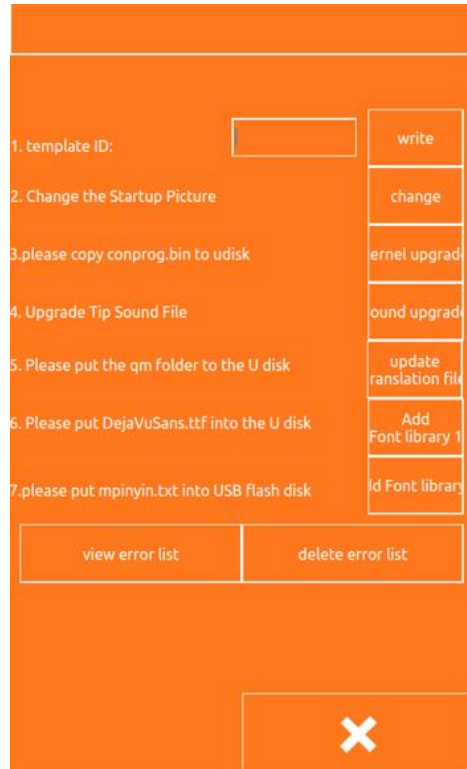 1. template ID:
write
2. Change the Startup Picture
change
3.please copy conprog.bin to udisk
ernel upgrad
4. Upgrade Tip Sound File
ound upgrade
5. Please put the qm folder to the U disk
update
ranslation file
6. Please put DejaVuSans.ttf into the U disk
Add
Font library 1
7.please put mpinyin.txt into USB flash disk
ld Font library
view error list
delete error list